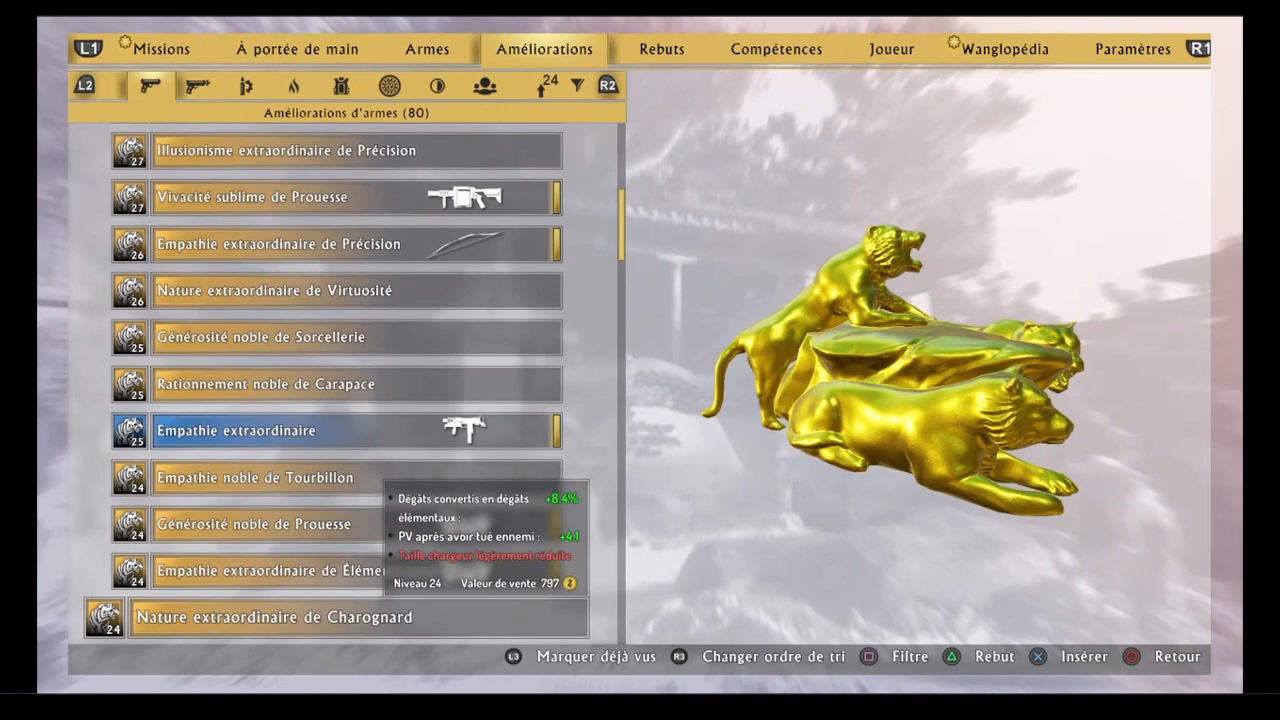 L1 Missions À portée de main Armes Améliorations Rebuts Compétences Joueur Wanglopédia Paramètres R1
L2 24 R2
Améliorations d'armes (80)
27 Illusionisme extraordinaire de Précision
27 Vivacité sublime de Prouesse
26 Empathie extraordinaire de Précision
26 Nature extraordinaire de Virtuosité
25 Générosité noble de Sorcellerie
25 Rationnement noble de Carapace
25 Empathie extraordinaire
24 Empathie noble de Tourbillon
Dégâts convertis en dégâts +8.4%
élémentaux :
24 Générosité noble de Prouesse
PV après avoir tué ennemi : +4.1
Taille chargeur légèrement réduite
24 Empathie extraordinaire de Élémen
Niveau 24 Valeur de vente 797
24 Nature extraordinaire de Charognard
L3 Marquer déjà vus R3 Changer ordre de tri Filtre Rebut Insérer Retour